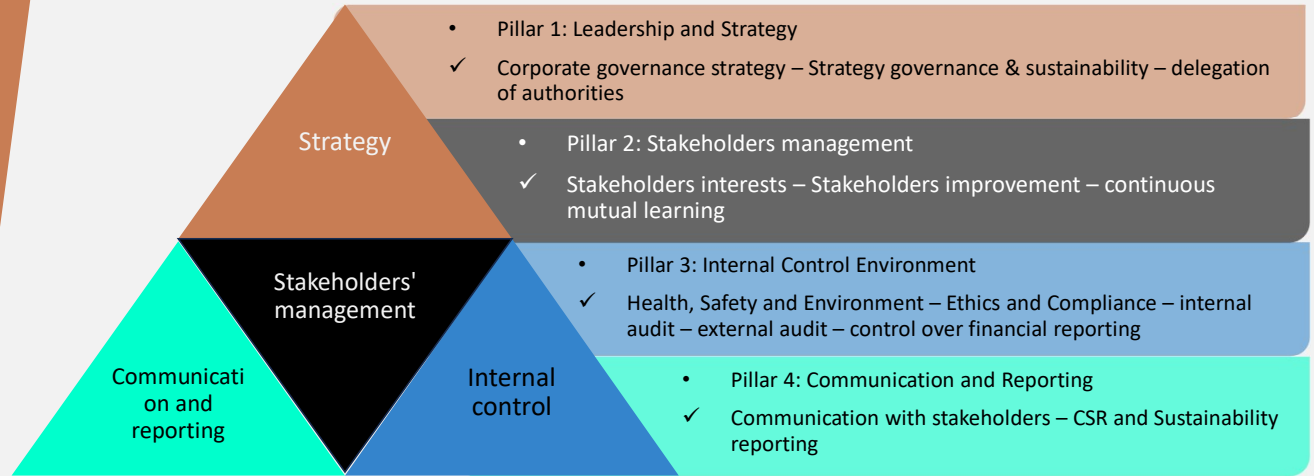 • Pillar 1: Leadership and Strategy
✓ Corporate governance strategy – Strategy governance & sustainability – delegation
of authorities
Strategy
• Pillar 2: Stakeholders management
✓ Stakeholders interests – Stakeholders improvement – continuous
mutual learning
Stakeholders'
management
• Pillar 3: Internal Control Environment
✓ Health, Safety and Environment – Ethics and Compliance – internal
audit – external audit – control over financial reporting
Communicati
on and
reporting
Internal
control
• Pillar 4: Communication and Reporting
✓ Communication with stakeholders – CSR and Sustainability
reporting